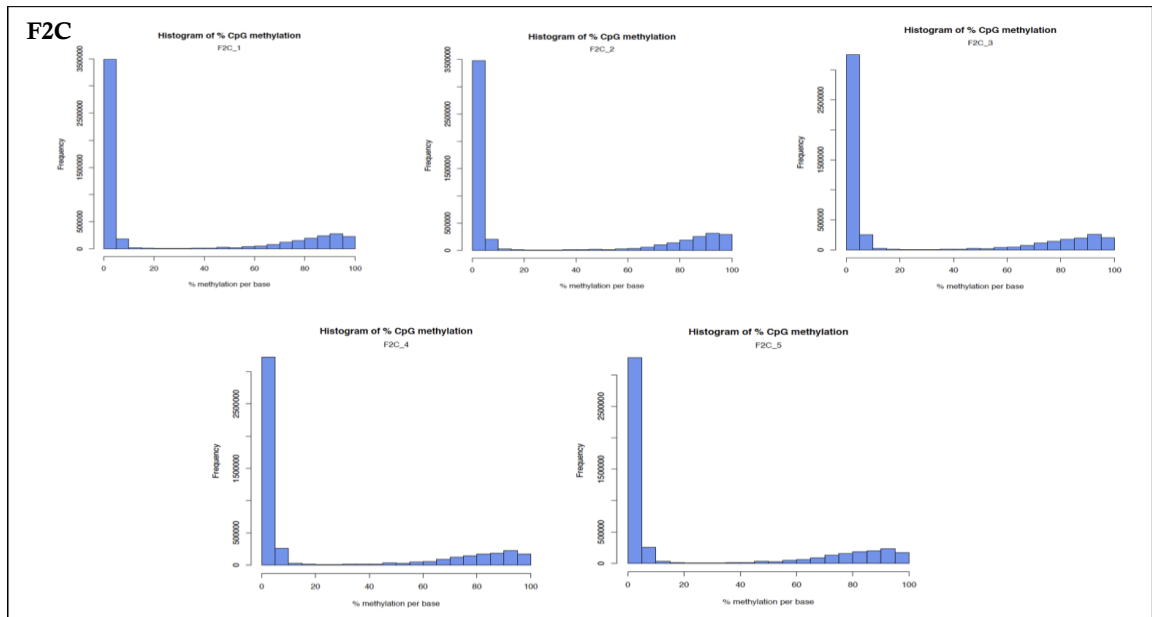 F2C
Histogram of % CpG methylation
F2C_1
Frequency
0
500000
1500000
2500000
3500000
0 20 40 60 80 100
% methylation per base
Histogram of % CpG methylation
F2C_2
Frequency
0
500000
1500000
2500000
3500000
0 20 40 60 80 100
% methylation per base
Histogram of % CpG methylation
F2C_3
Frequency
0
500000
1500000
2500000
0 20 40 60 80 100
% methylation per base
Histogram of % CpG methylation
F2C_4
Frequency
0
500000
1500000
2500000
0 20 40 60 80 100
% methylation per base
Histogram of % CpG methylation
F2C_5
Frequency
0
500000
1500000
2500000
0 20 40 60 80 100
% methylation per base